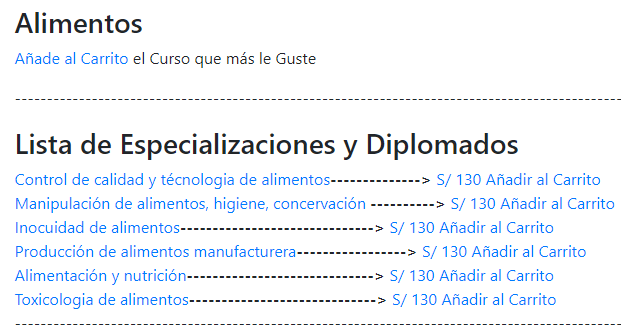 Alimentos
Añade al Carrito el Curso que más le Guste
-----------------------------------------------------------------------------------------------
Lista de Especializaciones y Diplomados
Control de calidad y técnologia de alimentos--------------> S/ 130 Añadir al Carrito
Manipulación de alimentos, higiene, concervación ----------> S/ 130 Añadir al Carrito
Inocuidad de alimentos------------------------------> S/ 130 Añadir al Carrito
Producción de alimentos manufacturera-----------------> S/ 130 Añadir al Carrito
Alimentación y nutrición-----------------------------> S/ 130 Añadir al Carrito
Toxicologia de alimentos-----------------------------> S/ 130 Añadir al Carrito
-----------------------------------------------------------------------------------------------